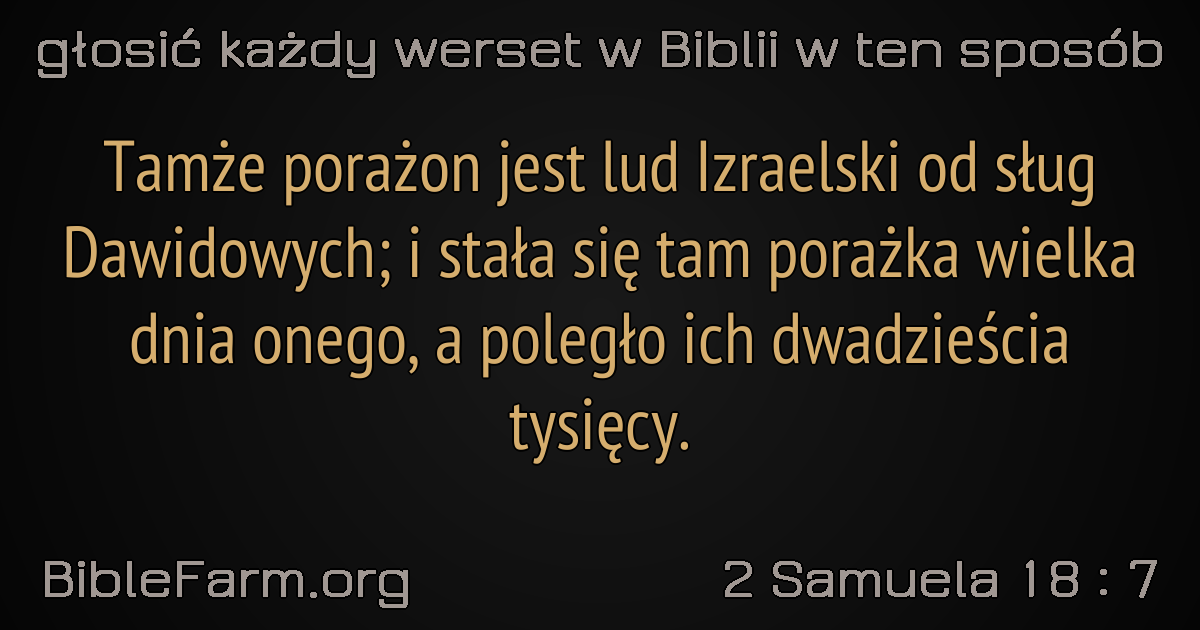 głosić każdy werset w Biblii w ten sposób
Tamże porażon jest lud Izraelski od sług
Dawidowych; i stała się tam porażka wielka
dnia onego, a poległo ich dwadzieścia
tysięcy.
BibleFarm.org
2 Samuela 18 : 7